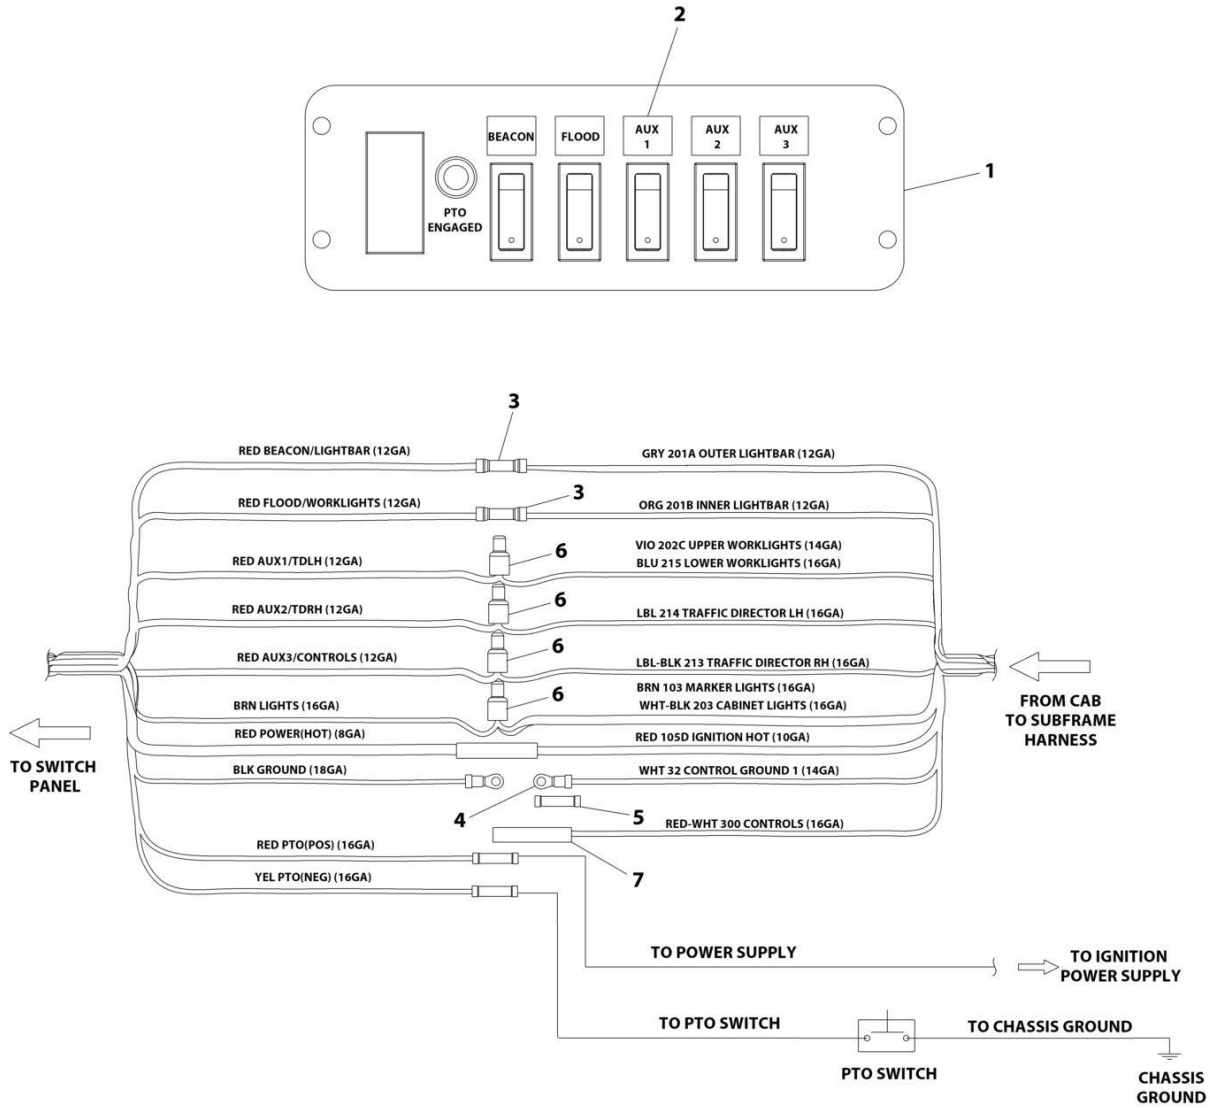 2
BEACON
FLOOD
AUX
1
AUX
2
AUX
3
1
PTO
ENGAGED
3
RED BEACON/LIGHTBAR (12GA)
GRY 201A OUTER LIGHTBAR (12GA)
3
RED FLOOD/WORKLIGHTS (12GA)
ORG 201B INNER LIGHTBAR (12GA)
VIO 202C UPPER WORKLIGHTS (14GA)
6
RED AUX1/TDLH (12GA)
BLU 215 LOWER WORKLIGHTS (16GA)
6
RED AUX2/TDRH (12GA)
LBL 214 TRAFFIC DIRECTOR LH (16GA)
6
RED AUX3/CONTROLS (12GA)
LBL-BLK 213 TRAFFIC DIRECTOR RH (16GA)
BRN 103 MARKER LIGHTS (16GA)
6
BRN LIGHTS (16GA)
WHT-BLK 203 CABINET LIGHTS (16GA)
FROM CAB
TO SUBFRAME
HARNESS
RED POWER(HOT) (8GA)
RED 105D IGNITION HOT (10GA)
TO SWITCH
PANEL
BLK GROUND (18GA)
WHT 32 CONTROL GROUND 1 (14GA)
4
5
RED-WHT 300 CONTROLS (16GA)
RED PTO(POS) (16GA)
7
YEL PTO(NEG) (16GA)
TO POWER SUPPLY
TO IGNITION
POWER SUPPLY
TO PTO SWITCH
TO CHASSIS GROUND
PTO SWITCH
CHASSIS
GROUND